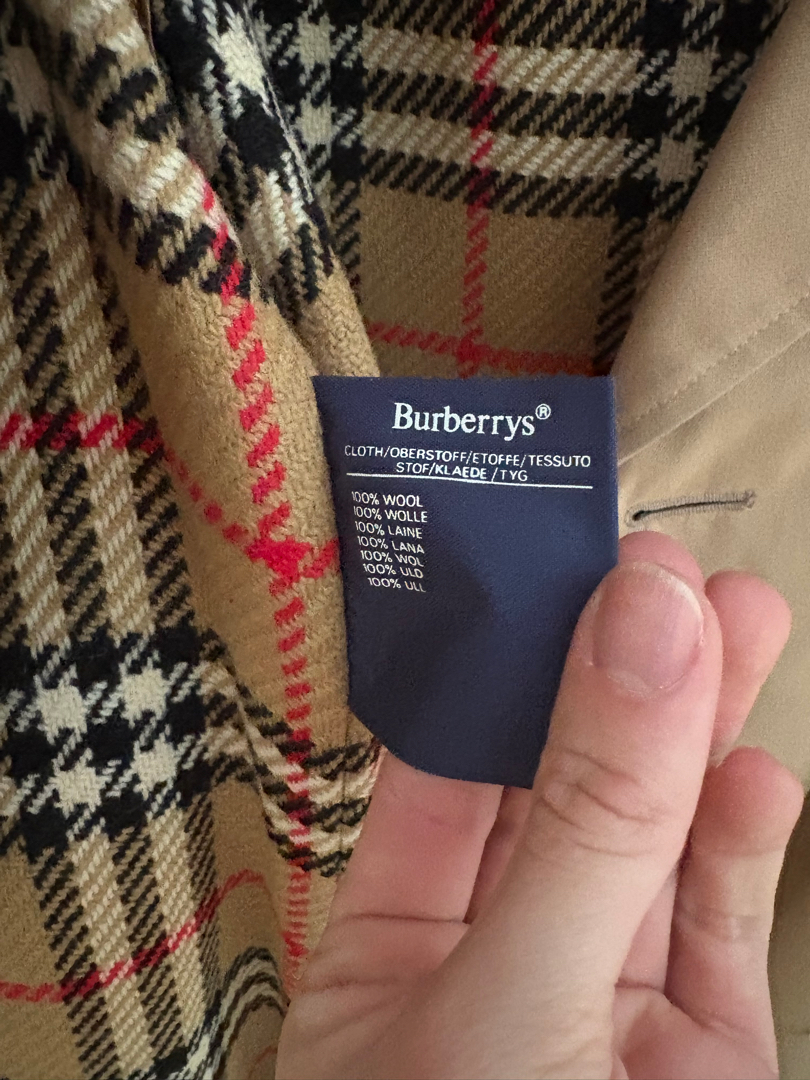 Burberrys®
CLOTH/OBERSTOFF/ETOFFE/TESSUTO
STOF/KLAEDE/TYG
100% WOOL
100% WOLLE
100% LAINE
100% LANA
100% WOL
100% ULD
100% ULL